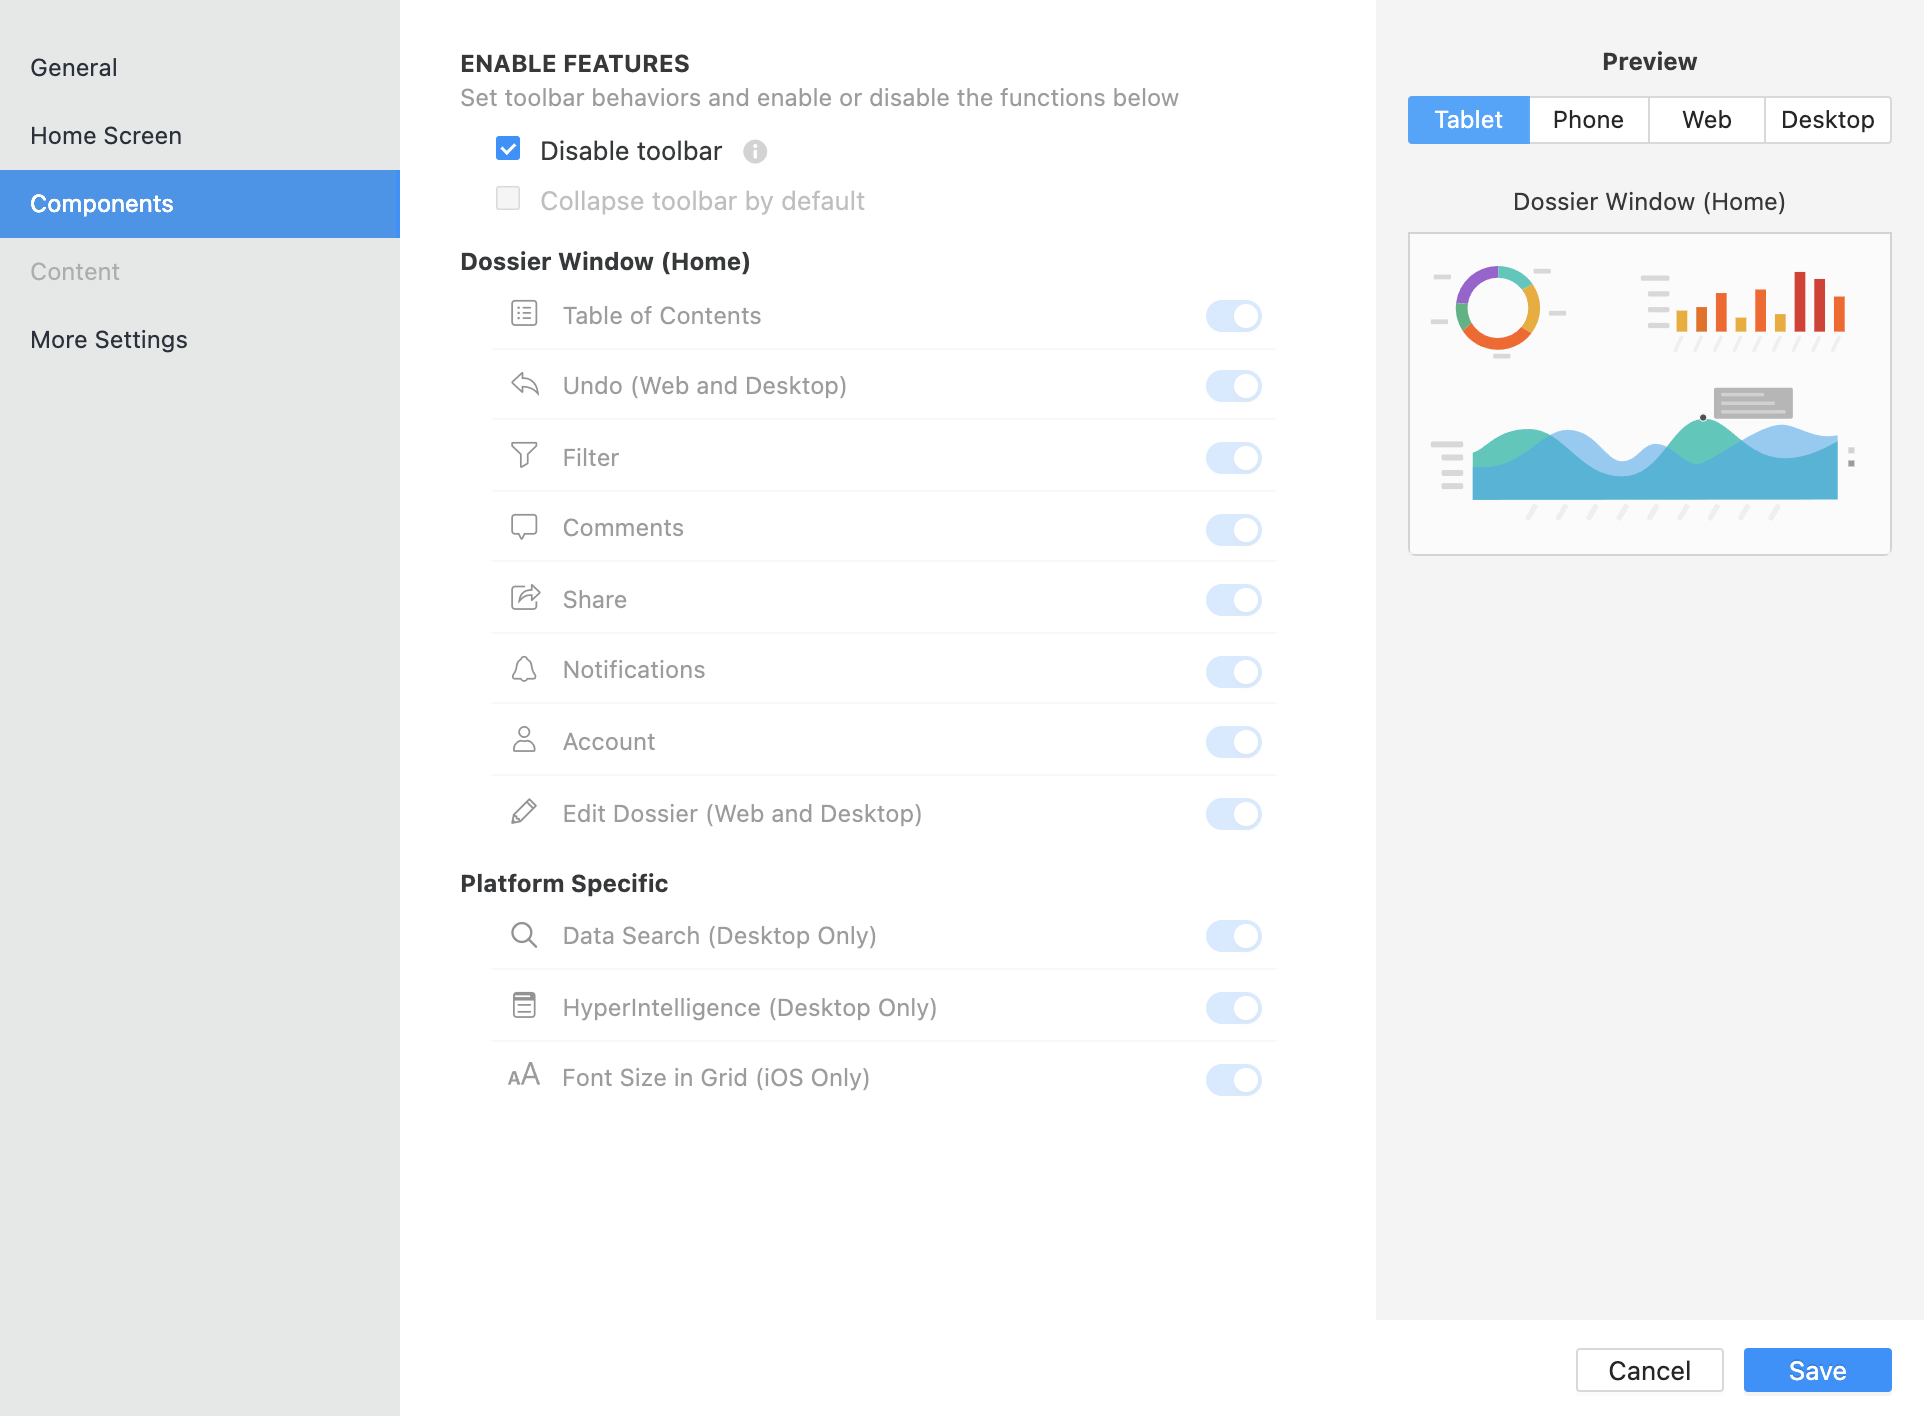 General
Home Screen
Components
Content
More Settings
ENABLE FEATURES
Set toolbar behaviors and enable or disable the functions below
Disable toolbar
Collapse toolbar by default
Dossier Window (Home)
Table of Contents
Undo (Web and Desktop)
Filter
Comments
Share
Notifications
Account
Edit Dossier (Web and Desktop)
Platform Specific
Data Search (Desktop Only)
HyperIntelligence (Desktop Only)
Font Size in Grid (iOS Only)
Preview
Tablet Phone Web Desktop
Dossier Window (Home)
Cancel Save